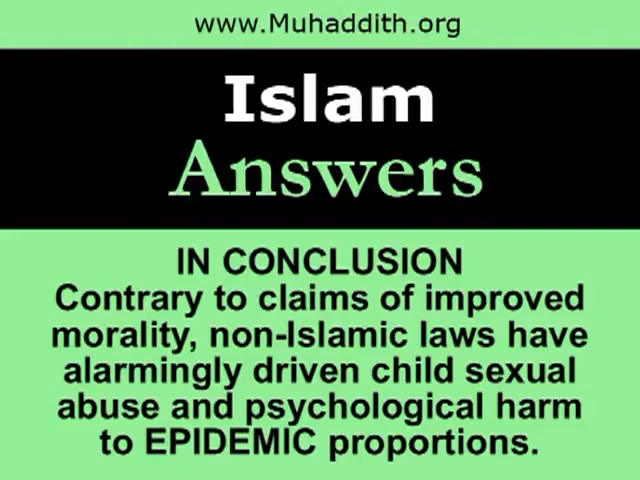 www.Muhaddith.org
Islam
Answers
IN CONCLUSION
Contrary to claims of improved
morality, non-Islamic laws have
alarmingly driven child sexual
abuse and psychological harm
to EPIDEMIC proportions.